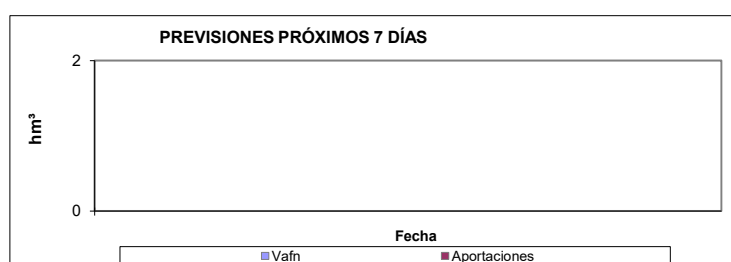 PREVISIONES PRÓXIMOS 7 DÍAS
2
hm³
0
Fecha
Vafn Aportaciones